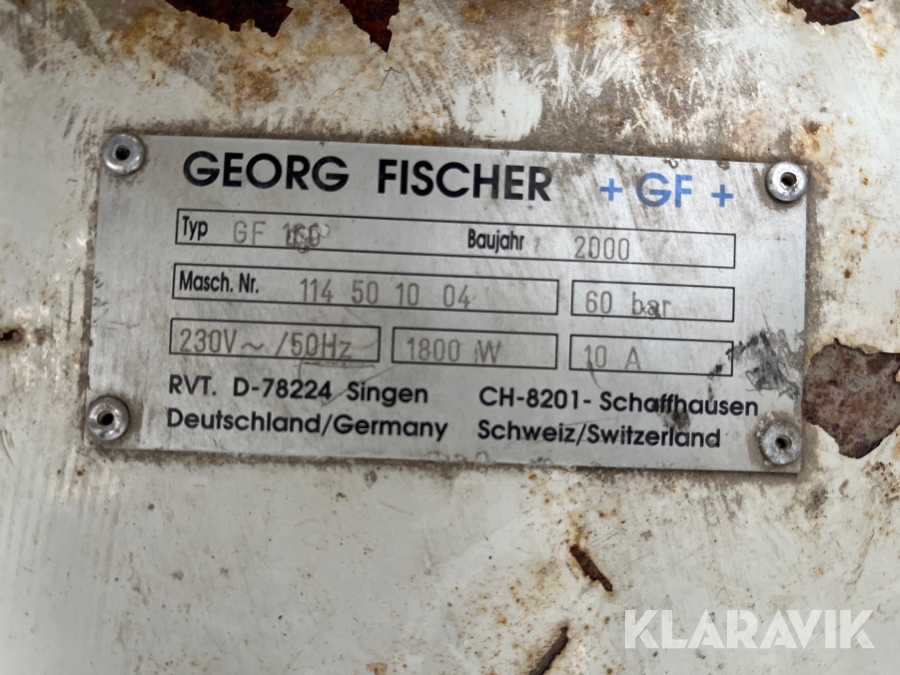 GEORG FISCHER +GF+
Typ GF 160 Baujahr 2000
Masch. Nr. 114 50 10 04 60 bar
230V~/50Hz 1800 W 10 A
RVT. D-78224 Singen CH-8201- Schaffhausen
Deutschland/Germany Schweiz/Switzerland
KLARAVIK